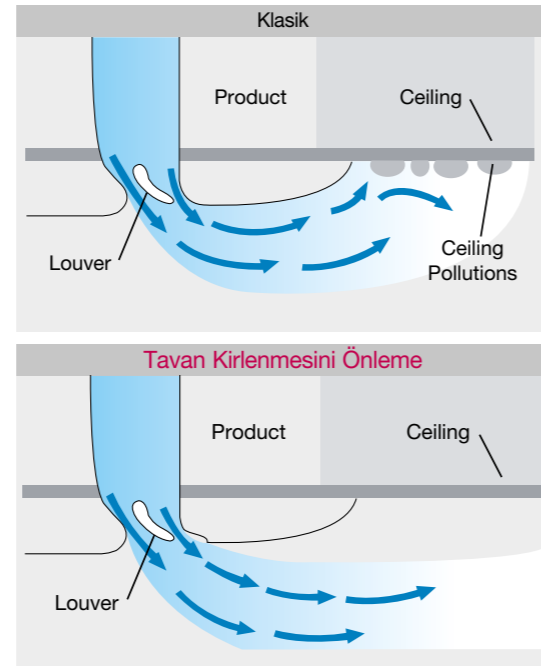 Klasik
Product
Ceiling
Louver
Ceiling
Pollutions
Tavan Kirlenmesini Önleme
Product
Ceiling
Louver